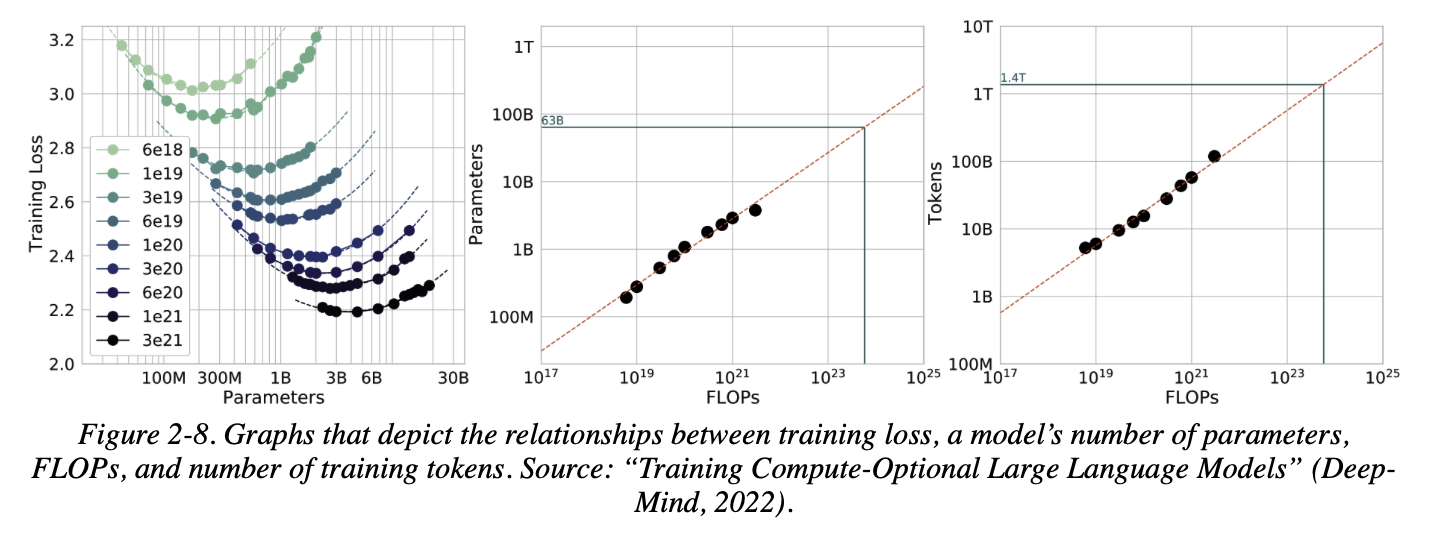 3.2
3.0
2.8
2.6
2.4
2.2
2.0
Training Loss
6e18
1e19
3e19
6e19
1e20
3e20
6e20
1e21
3e21
100M 300M 1B 3B 6B 30B
Parameters
1T
100B
10B
1B
100M
Parameters
63B
10^17 10^19 10^21 10^23 10^25
FLOPs
10T
1T
100B
10B
1B
100M
Tokens
1.4T
10^17 10^19 10^21 10^23 10^25
FLOPs
Figure 2-8. Graphs that depict the relationships between training loss, a model’s number of parameters,
FLOPs, and number of training tokens. Source: “Training Compute-Optional Large Language Models” (Deep-
Mind, 2022).